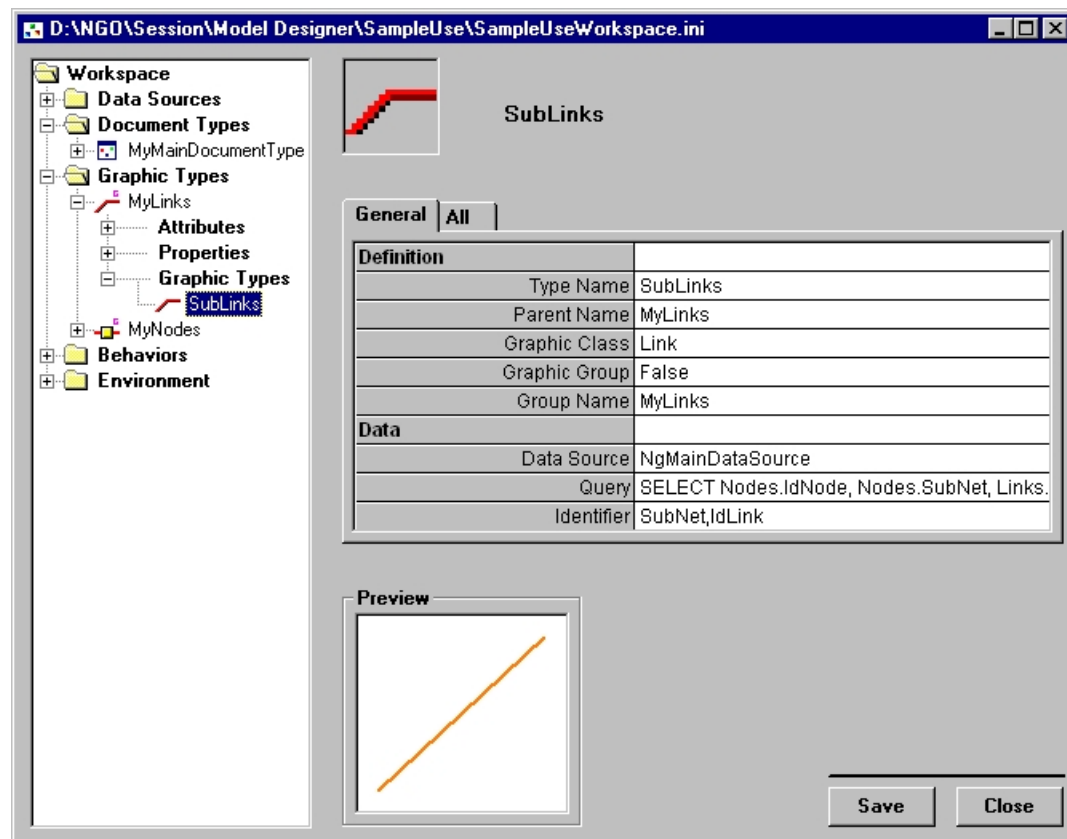 D:\NGO\Session\Model Designer\SampleUse\SampleUseWorkspace.ini
Workspace
Data Sources
Document Types
MyMainDocumentType
Graphic Types
MyLinks
Attributes
Properties
Graphic Types
SubLinks
MyNodes
Behaviors
Environment
SubLinks
General All
Definition
Type Name SubLinks
Parent Name MyLinks
Graphic Class Link
Graphic Group False
Group Name MyLinks
Data
Data Source NgMainDataSource
Query SELECT Nodes.IdNode, Nodes.SubNet, Links.
Identifier SubNet,IdLink
Preview
Save Close